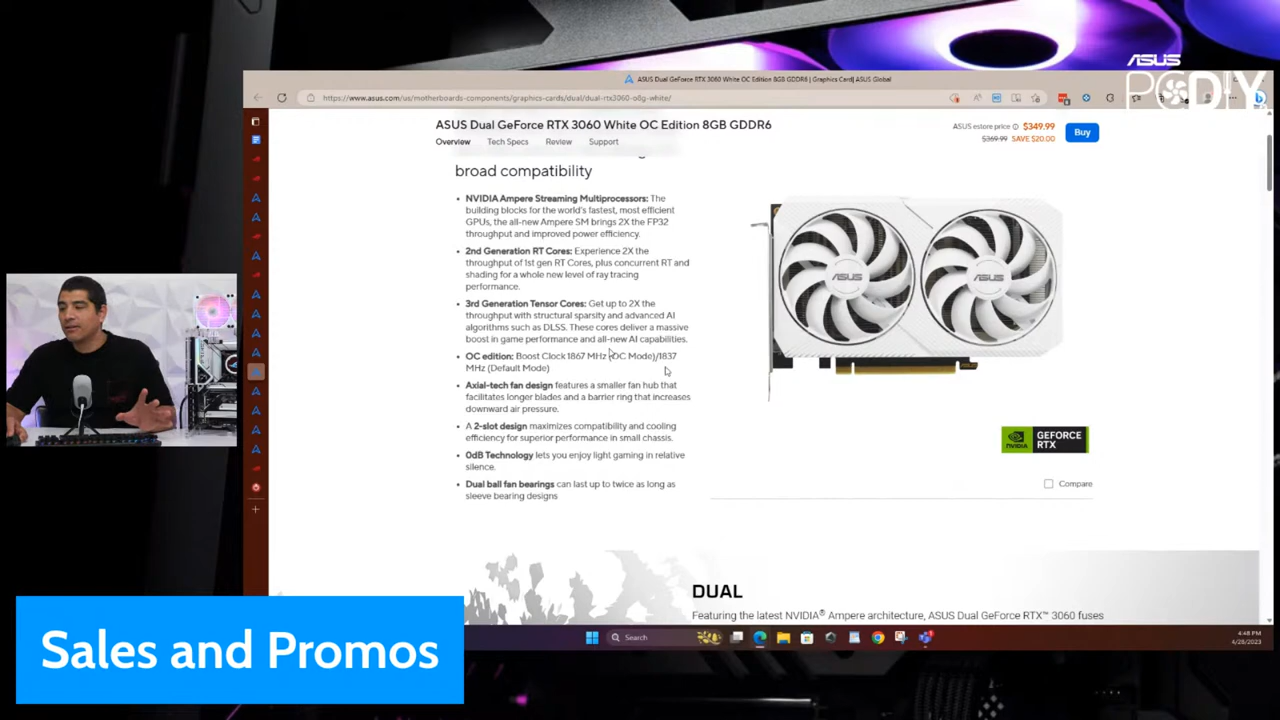 ASUS
PCDIY
ASUS Dual GeForce RTX 3060 White OC Edition 8GB GDDR6 | Graphics Card| ASUS Global
https://www.asus.com/us/motherboards-components/graphics-cards/dual/dual-rtx3060-o8g-white/
ASUS Dual GeForce RTX 3060 White OC Edition 8GB GDDR6
ASUS estore price $349.99
$369.99 SAVE $20.00
Buy
Overview Tech Specs Review Support
broad compatibility
• NVIDIA Ampere Streaming Multiprocessors: The
building blocks for the world's fastest, most efficient
GPUs, the all-new Ampere SM brings 2X the FP32
throughput and improved power efficiency.
• 2nd Generation RT Cores: Experience 2X the
throughput of 1st gen RT Cores, plus concurrent RT and
shading for a whole new level of ray tracing
performance.
• 3rd Generation Tensor Cores: Get up to 2X the
throughput with structural sparsity and advanced AI
algorithms such as DLSS. These cores deliver a massive
boost in game performance and all-new AI capabilities.
• OC edition: Boost Clock 1867 MHz (OC Mode)/1837
MHz (Default Mode)
• Axial-tech fan design features a smaller fan hub that
facilitates longer blades and a barrier ring that increases
downward air pressure.
• A 2-slot design maximizes compatibility and cooling
efficiency for superior performance in small chassis.
• 0dB Technology lets you enjoy light gaming in relative
silence.
• Dual ball fan bearings can last up to twice as long as
sleeve bearing designs
ASUS
ASUS
NVIDIA
GEFORCE
RTX
Compare
DUAL
Featuring the latest NVIDIA® Ampere architecture, ASUS Dual GeForce RTX™ 3060 fuses
Search
4:48 PM
4/28/2023
Sales and Promos